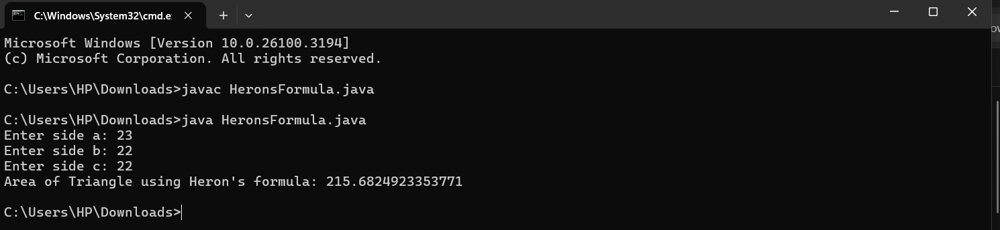 C:\Windows\System32\cmd.e
Microsoft Windows [Version 10.0.26100.3194]
(c) Microsoft Corporation. All rights reserved.
C:\Users\HP\Downloads>javac HeronsFormula.java
C:\Users\HP\Downloads>java HeronsFormula.java
Enter side a: 23
Enter side b: 22
Enter side c: 22
Area of Triangle using Heron's formula: 215.6824923353771
C:\Users\HP\Downloads>